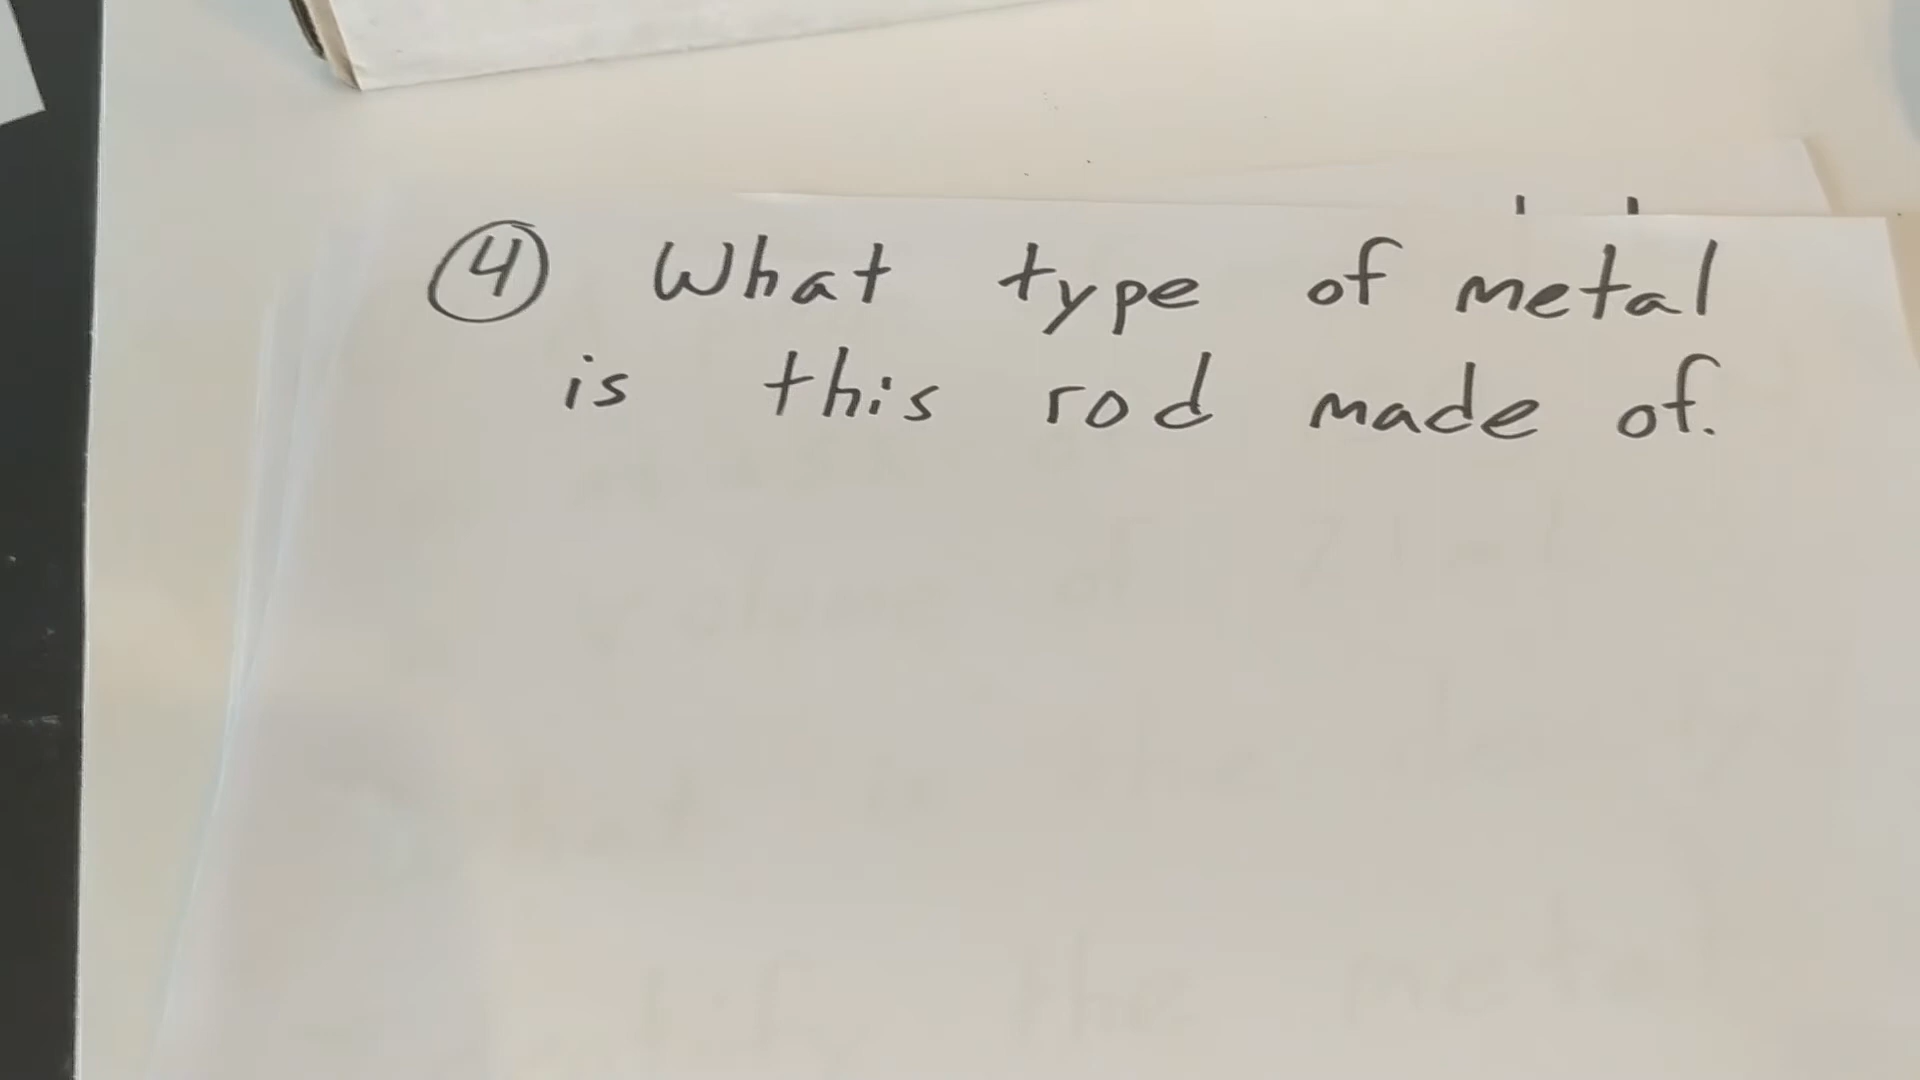 ④ What type of metal
is this rod made of.